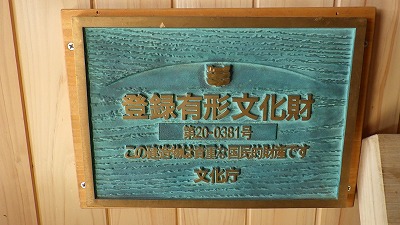 登録有形文化財
第20-0381号
この建造物は貴重な国民的財産です
文化庁